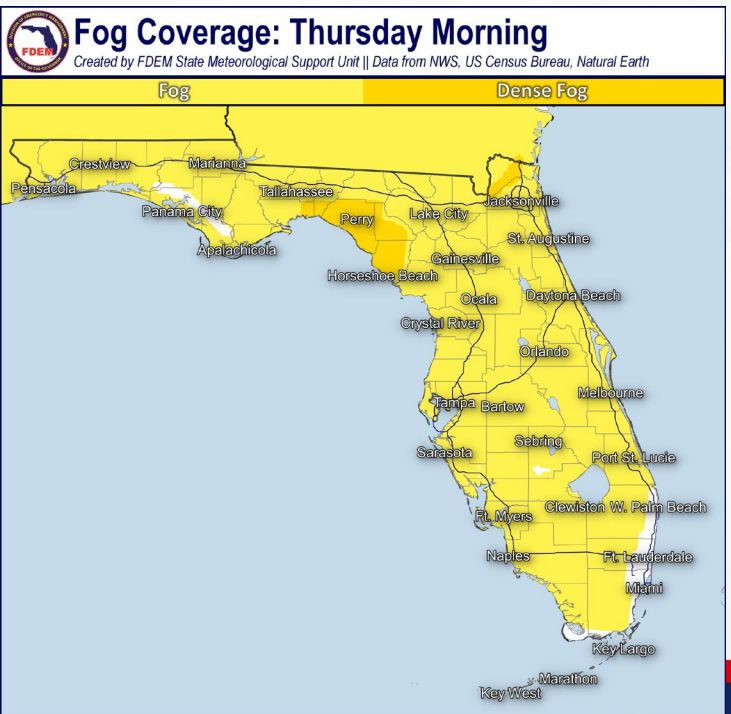 Fog Coverage: Thursday Morning
FDEM
Created by FDEM State Meteorological Support Unit || Data from NWS, US Census Bureau, Natural Earth
Fog
Dense Fog
Crestview
Marianna
Pensacola
Tallahassee
Panama City
Perry
Lake City
Jacksonville
Apalachicola
St. Augustine
Gainesville
Horseshoe Beach
Ocala
Daytona Beach
Crystal River
Orlando
Melbourne
Tampa
Bartow
Sebring
Sarasota
Port St. Lucie
Clewiston
W. Palm Beach
Ft. Myers
Naples
Ft. Lauderdale
Miami
Key Largo
Marathon
Key West